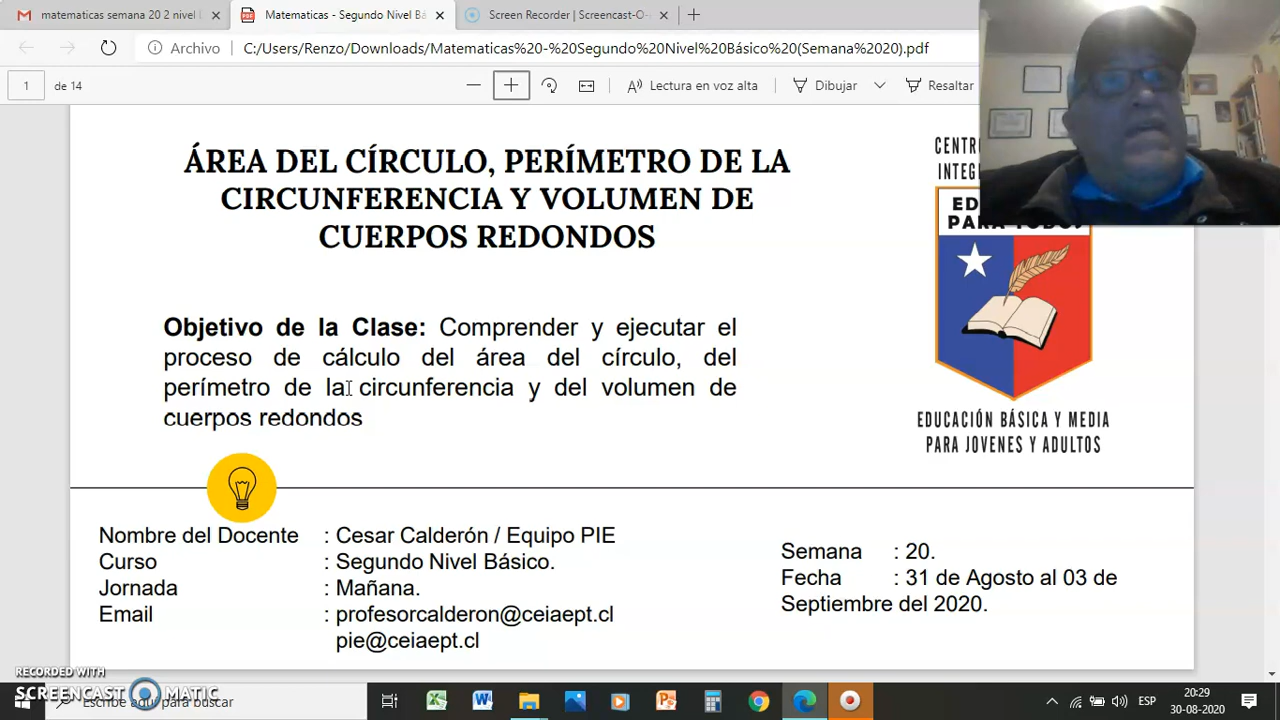 matematicas semana 20 2 nivel
Matematicas - Segundo Nivel Bá
Screen Recorder | Screencast-O-
Archivo
C:/Users/Renzo/Downloads/Matematicas%20-%20Segundo%20Nivel%20Básico%20(Semana%2020).pdf
1 de 14
Lectura en voz alta
Dibujar
Resaltar
ÁREA DEL CÍRCULO, PERÍMETRO DE LA
CIRCUNFERENCIA Y VOLUMEN DE
CUERPOS REDONDOS
CENTR
INTEG
ED
PARA TODOS
EDUCACIÓN BÁSICA Y MEDIA
PARA JOVENES Y ADULTOS
Objetivo de la Clase: Comprender y ejecutar el
proceso de cálculo del área del círculo, del
perímetro de la circunferencia y del volumen de
cuerpos redondos
Nombre del Docente : Cesar Calderón / Equipo PIE
Curso : Segundo Nivel Básico.
Jornada : Mañana.
Email : profesorcalderon@ceiaept.cl
pie@ceiaept.cl
Semana : 20.
Fecha : 31 de Agosto al 03 de
Septiembre del 2020.
RECORDED WITH
SCREENCAST MATIC
Escribe aquí para buscar
ESP
20:29
30-08-2020